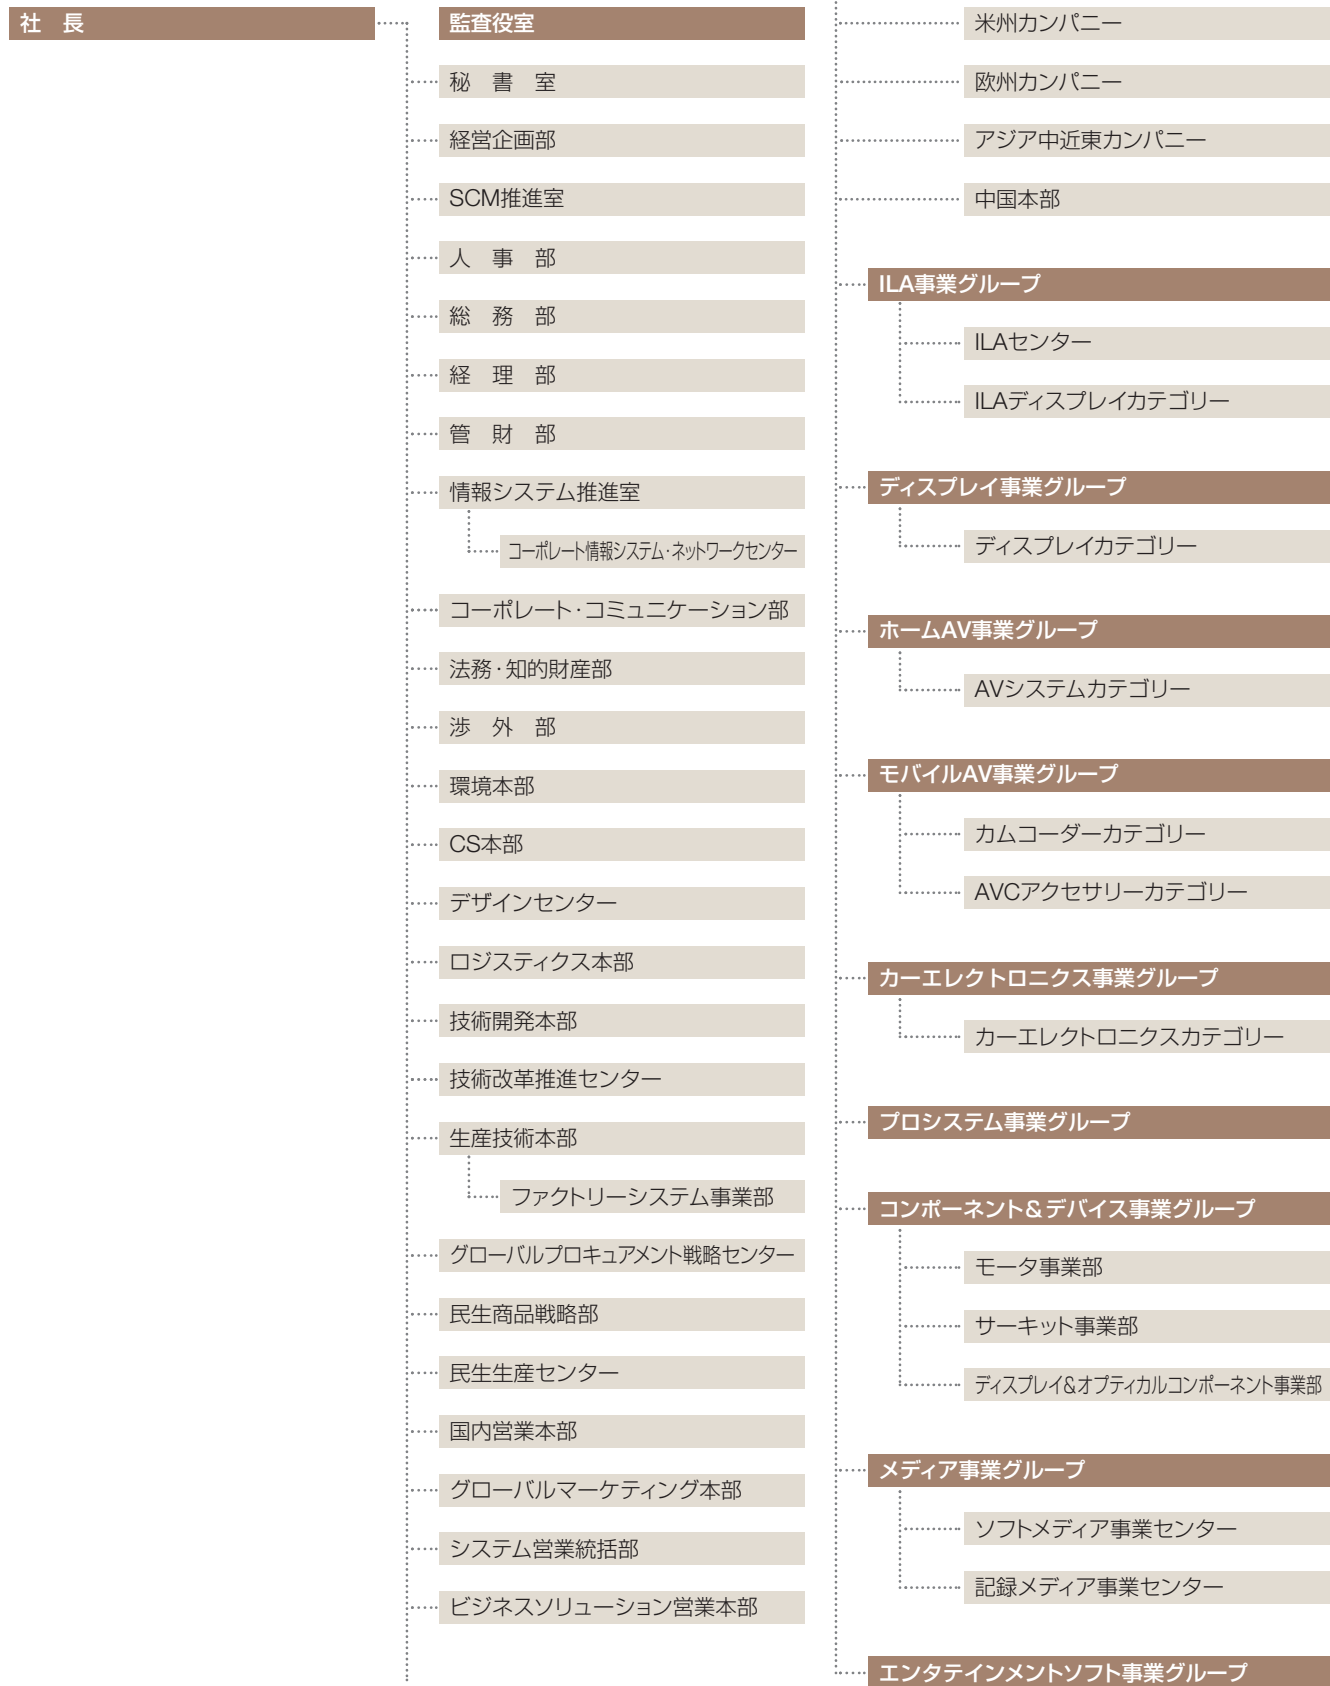 社　長
監査役室
秘　書　室
経営企画部
SCM推進室
人　事　部
総　務　部
経　理　部
管　財　部
情報システム推進室
コーポレート情報システム・ネットワークセンター
コーポレート・コミュニケーション部
法務・知的財産部
渉　外　部
環境本部
CS本部
デザインセンター
ロジスティクス本部
技術開発本部
技術改革推進センター
生産技術本部
ファクトリーシステム事業部
グローバルプロキュアメント戦略センター
民生商品戦略部
民生生産センター
国内営業本部
グローバルマーケティング本部
システム営業統括部
ビジネスソリューション営業本部
米州カンパニー
欧州カンパニー
アジア中近東カンパニー
中国本部
ILA事業グループ
ILAセンター
ILAディスプレイカテゴリー
ディスプレイ事業グループ
ディスプレイカテゴリー
ホームAV事業グループ
AVシステムカテゴリー
モバイルAV事業グループ
カムコーダーカテゴリー
AVCアクセサリーカテゴリー
カーエレクトロニクス事業グループ
カーエレクトロニクスカテゴリー
プロシステム事業グループ
コンポーネント&デバイス事業グループ
モータ事業部
サーキット事業部
ディスプレイ&オプティカルコンポーネント事業部
メディア事業グループ
ソフトメディア事業センター
記録メディア事業センター
エンタテインメントソフト事業グループ